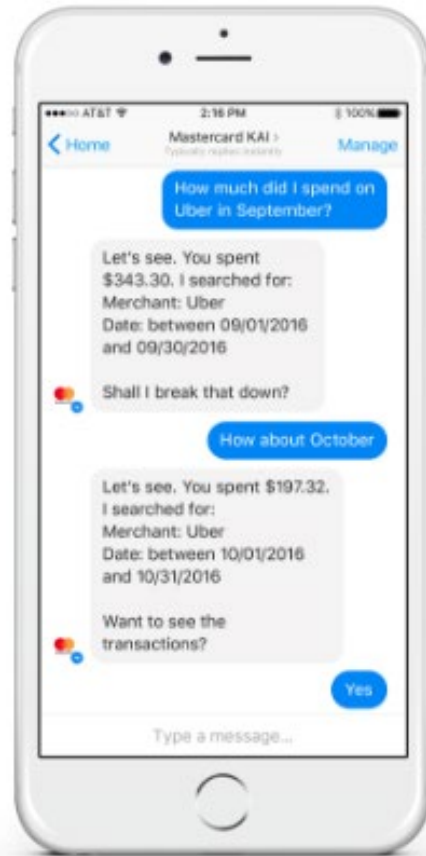 AT&T 2:16 PM 100%
Home Mastercard KAI > Manage
Typically replies instantly
How much did I spend on
Uber in September?
Let's see. You spent
$343.30. I searched for:
Merchant: Uber
Date: between 09/01/2016
and 09/30/2016
Shall I break that down?
How about October
Let's see. You spent $197.32.
I searched for:
Merchant: Uber
Date: between 10/01/2016
and 10/31/2016
Want to see the
transactions?
Yes
Type a message...